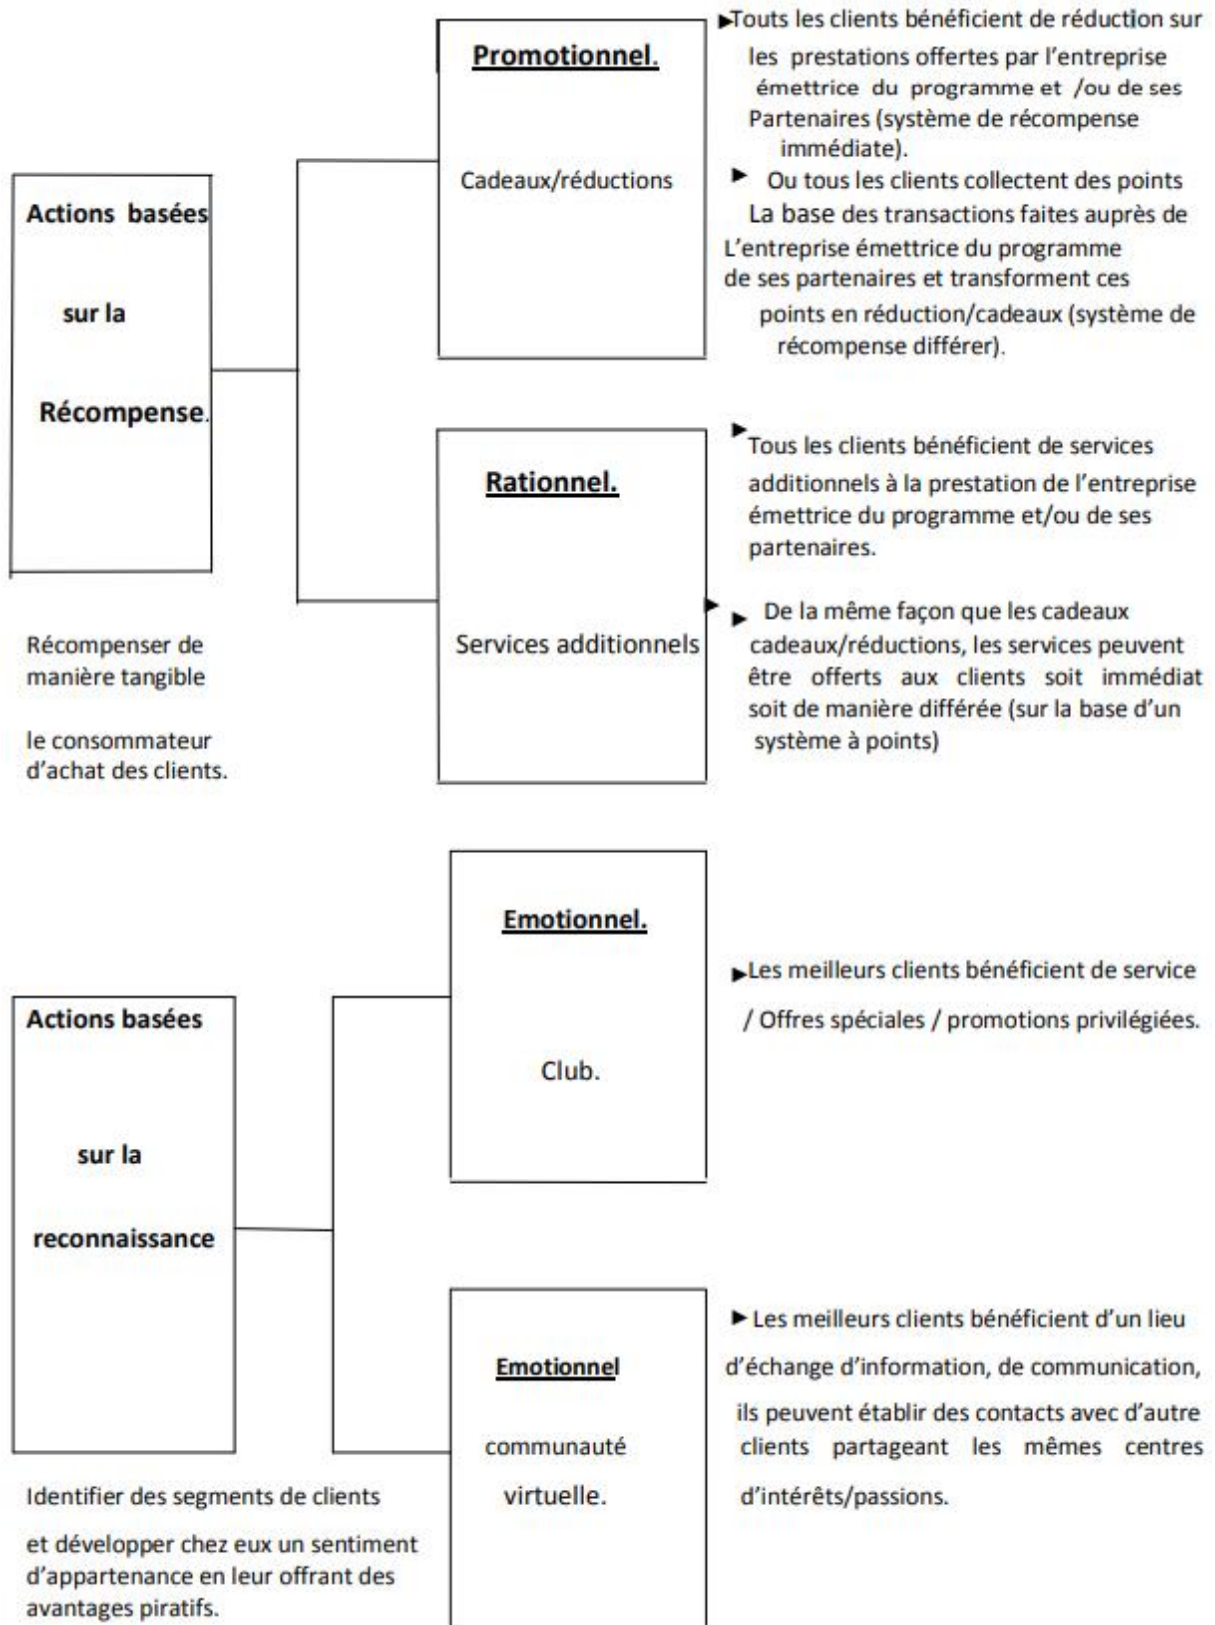 Promotionnel.
Cadeaux/réductions
►Touts les clients bénéficient de réduction sur
les prestations offertes par l'entreprise
émettrice du programme et /ou de ses
Partenaires (système de récompense
immédiate).
► Ou tous les clients collectent des points
La base des transactions faites auprès de
L'entreprise émettrice du programme
de ses partenaires et transforment ces
points en réduction/cadeaux (système de
récompense différer).
Actions basées
sur la
Récompense.
Récompenser de
manière tangible
le consommateur
d'achat des clients.
Rationnel.
Services additionnels
►Tous les clients bénéficient de services
additionnels à la prestation de l'entreprise
émettrice du programme et/ou de ses
partenaires.
► De la même façon que les cadeaux
cadeaux/réductions, les services peuvent
être offerts aux clients soit immédiat
soit de manière différée (sur la base d'un
système à points)
Emotionnel.
Club.
►Les meilleurs clients bénéficient de service
/ Offres spéciales / promotions privilégiées.
Actions basées
sur la
reconnaissance
Identifier des segments de clients
et développer chez eux un sentiment
d'appartenance en leur offrant des
avantages piratifs.
Emotionnel
communauté
virtuelle.
► Les meilleurs clients bénéficient d'un lieu
d'échange d'information, de communication,
ils peuvent établir des contacts avec d'autre
clients partageant les mêmes centres
d'intérêts/passions.